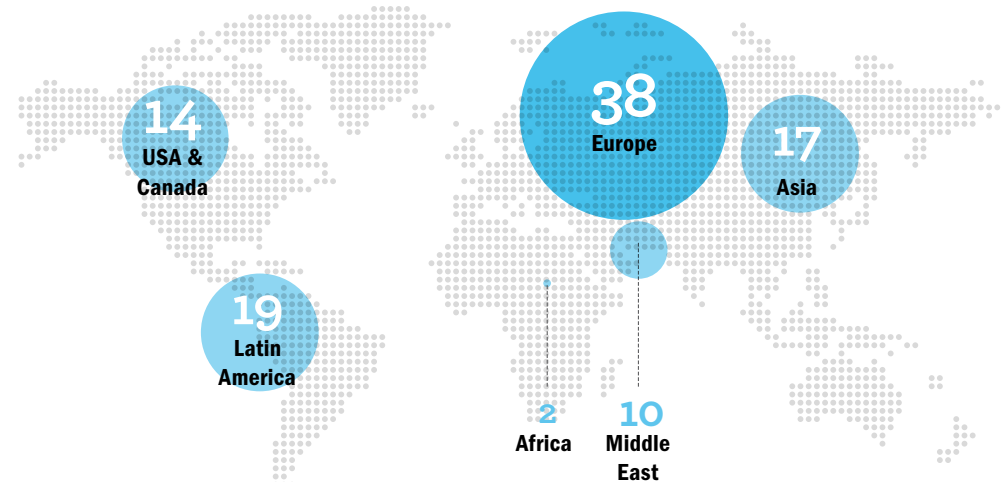 38
Europe
14
USA &
Canada
17
Asia
19
Latin
America
2
Africa
10
Middle
East